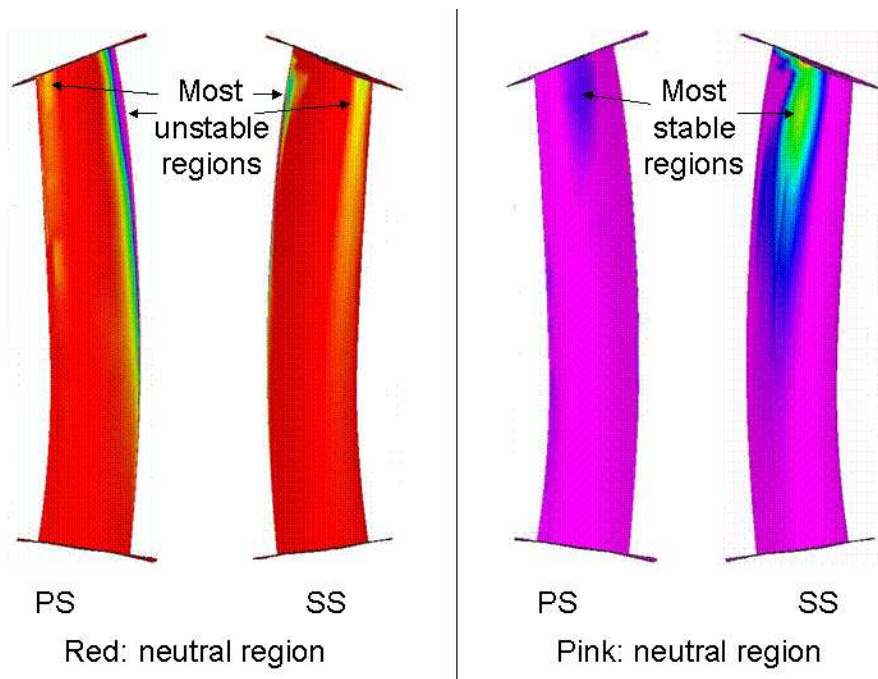 Most
unstable
regions
PS
SS
Red: neutral region
Most
stable
regions
PS
SS
Pink: neutral region